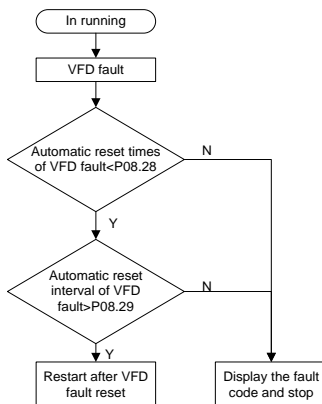 In running
VFD fault
Automatic reset times
of VFD fault<P08.28
N
Y
Automatic reset
interval of VFD
fault>P08.29
N
Y
Restart after VFD
fault reset
Display the fault
code and stop